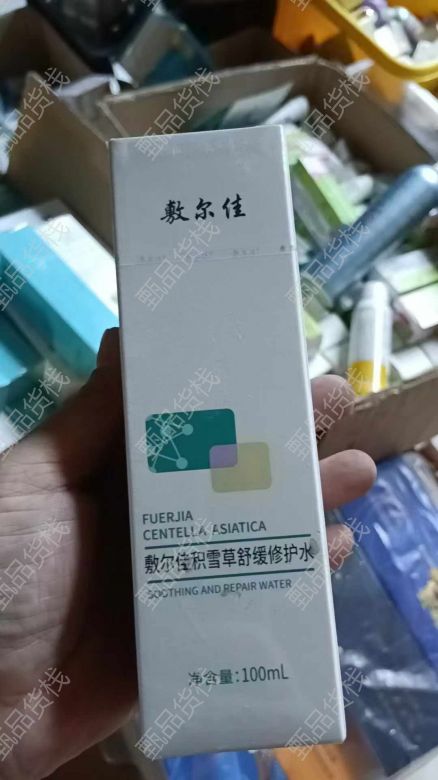 敷尔佳
FUERJIA
CENTELLA ASIATICA
敷尔佳积雪草舒缓修护水
SOOTHING AND REPAIR WATER
净含量:100mL
甄品货栈